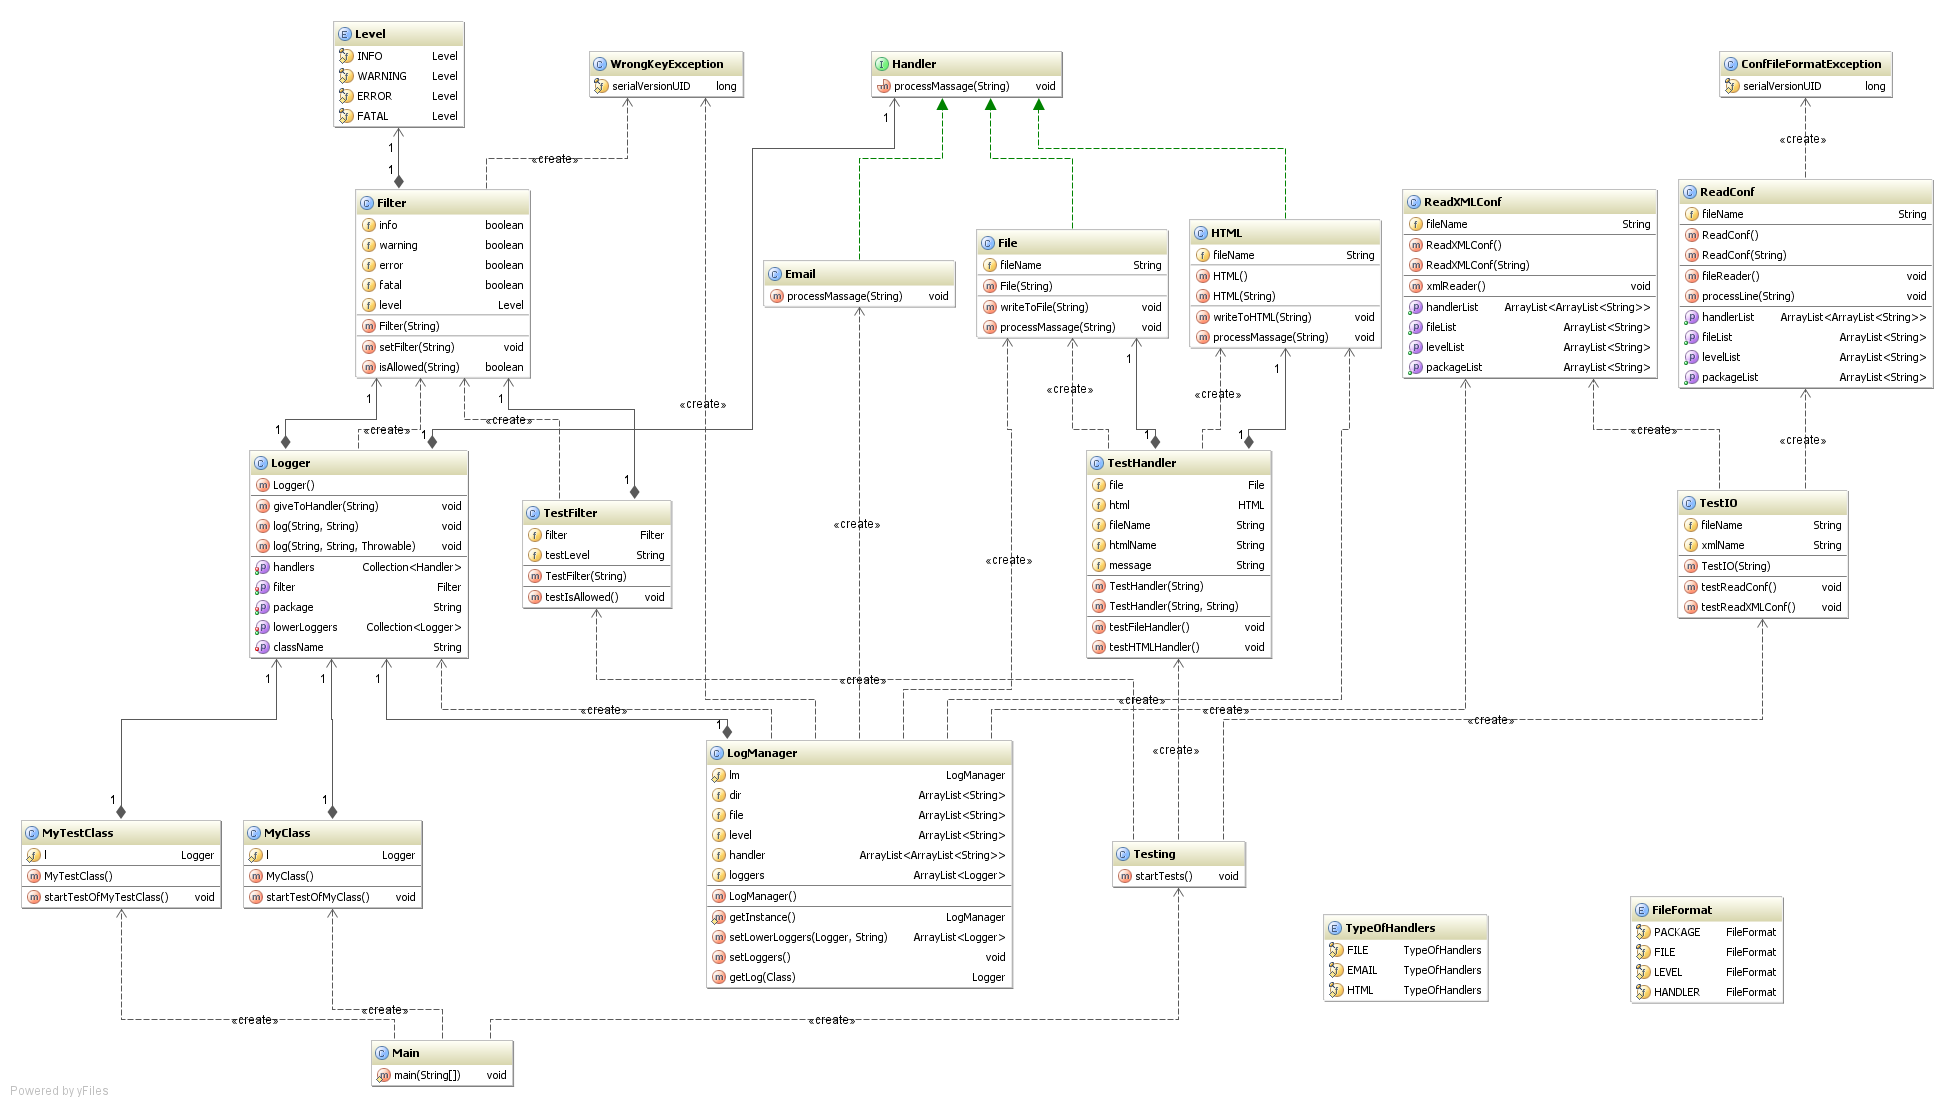 Level
INFO Level
WARNING Level
ERROR Level
FATAL Level
WrongKeyException
serialVersionUID long
Handler
processMassage(String) void
ConfFileFormatException
serialVersionUID long
1
1
«create»
1
«create»
Filter
info boolean
warning boolean
error boolean
fatal boolean
level Level
Filter(String)
setFilter(String) void
isAllowed(String) boolean
Email
processMassage(String) void
File
fileName String
File(String)
writeToFile(String) void
processMassage(String) void
HTML
fileName String
HTML()
HTML(String)
writeToHTML(String) void
processMassage(String) void
ReadXMLConf
fileName String
ReadXMLConf()
ReadXMLConf(String)
xmlReader() void
handlerList ArrayList<ArrayList<String>>
fileList ArrayList<String>
levelList ArrayList<String>
packageList ArrayList<String>
ReadConf
fileName String
ReadConf()
ReadConf(String)
fileReader() void
processLine(String) void
handlerList ArrayList<ArrayList<String>>
fileList ArrayList<String>
levelList ArrayList<String>
packageList ArrayList<String>
1
1
«create»
1
«create»
1
1
«create»
«create»
1
1
«create»
1
1
«create»
«create»
Logger
Logger()
giveToHandler(String) void
log(String, String) void
log(String, String, Throwable) void
handlers Collection<Handler>
filter Filter
package String
lowerLoggers Collection<Logger>
className String
TestFilter
filter Filter
testLevel String
TestFilter(String)
testIsAllowed() void
«create»
«create»
TestHandler
file File
html HTML
fileName String
htmlName String
message String
TestHandler(String)
TestHandler(String, String)
testFileHandler() void
testHTMLHandler() void
TestIO
fileName String
xmlName String
TestIO(String)
testReadConf() void
testReadXMLConf() void
1
1
1
«create»
«create»
«create»
«create»
«create»
1
«create»
1
1
MyTestClass
l Logger
MyTestClass()
startTestOfMyTestClass() void
MyClass
l Logger
MyClass()
startTestOfMyClass() void
LogManager
lm LogManager
dir ArrayList<String>
file ArrayList<String>
level ArrayList<String>
handler ArrayList<ArrayList<String>>
loggers ArrayList<Logger>
LogManager()
getInstance() LogManager
setLowerLoggers(Logger, String) ArrayList<Logger>
setLoggers() void
getLog(Class) Logger
Testing
startTests() void
TypeOfHandlers
FILE TypeOfHandlers
EMAIL TypeOfHandlers
HTML TypeOfHandlers
FileFormat
PACKAGE FileFormat
FILE FileFormat
LEVEL FileFormat
HANDLER FileFormat
«create»
«create»
«create»
Main
main(String[]) void
Powered by yFiles